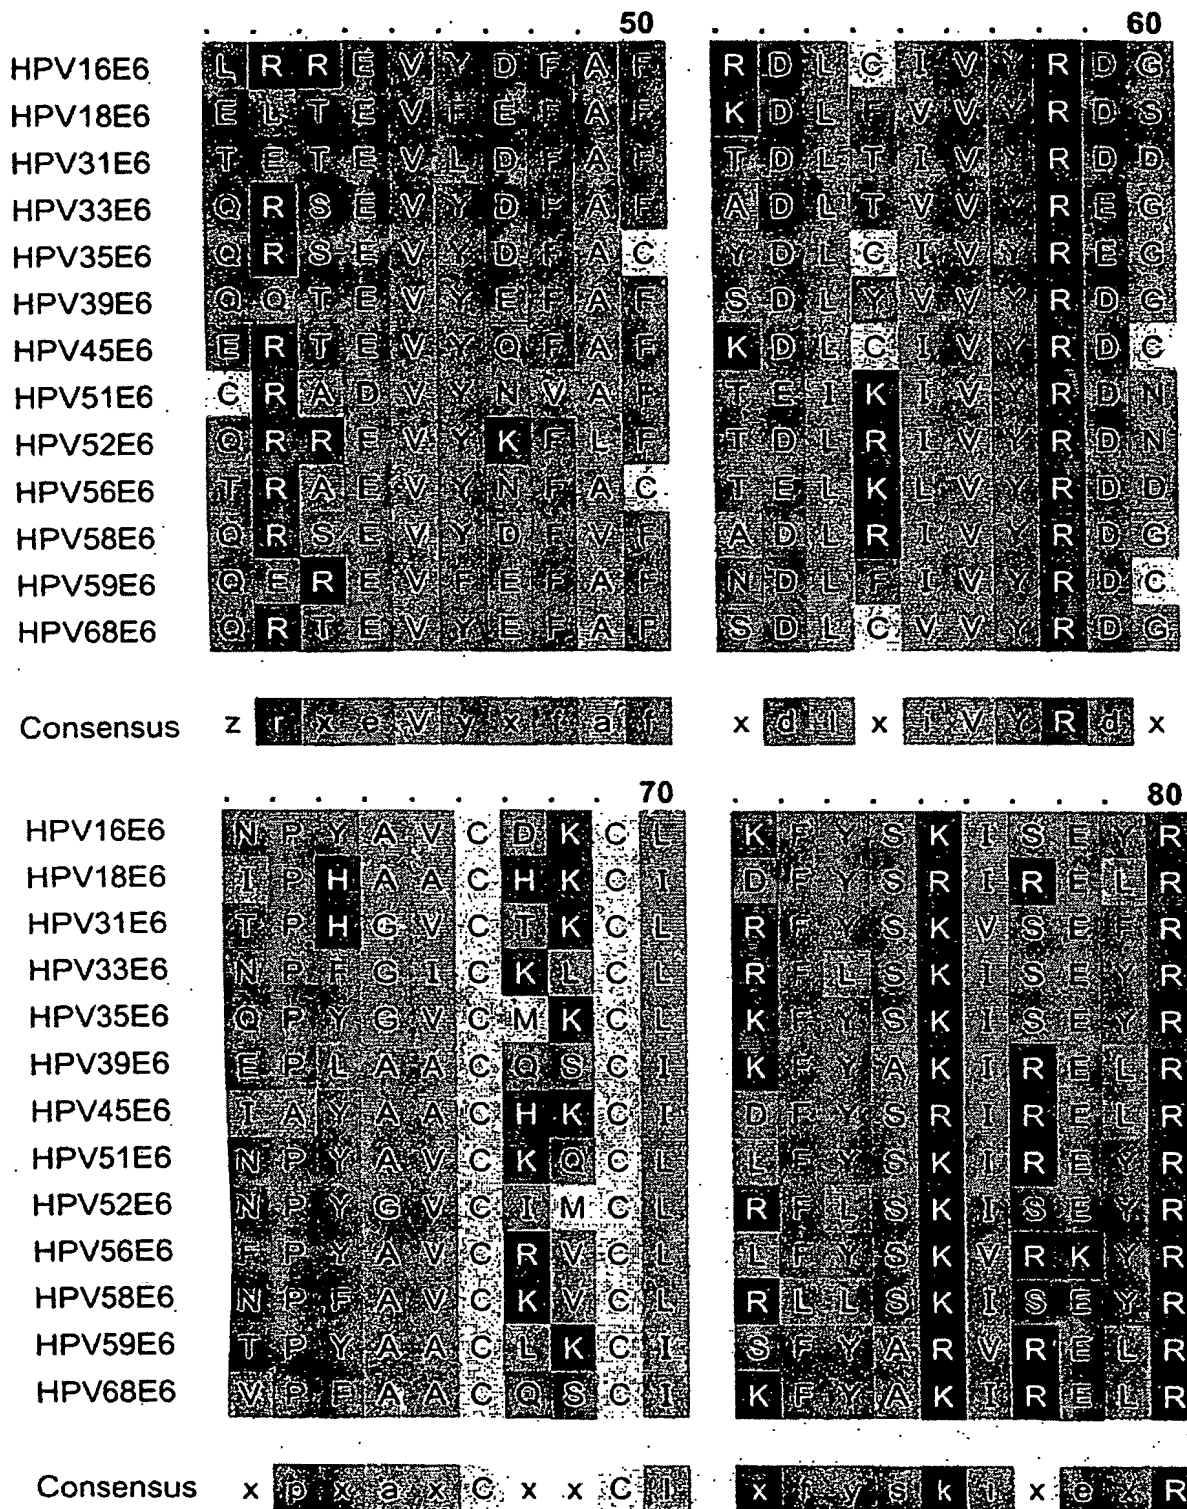 50 60
HPV16E6 L R R E V Y D F A F R D L C I V Y R D G
HPV18E6 E L T E V F E F A F K D L F V V Y R D S
HPV31E6 T E T E V L D F A F T D L T I V Y R D D
HPV33E6 Q R S E V Y D F A F A D L T V V Y R E G
HPV35E6 Q R S E V Y D F A C Y D L C I V Y R E G
HPV39E6 Q Q T E V Y E F A F S D L Y V V Y R D G
HPV45E6 E R T E V Y Q F A F K D L C I V Y R D C
HPV51E6 C R A D V Y N V A F T E I K I V Y R D N
HPV52E6 Q R R E V Y K F L F T D L R I V Y R D N
HPV56E6 T R A E V Y N F A C T E L K L V Y R D D
HPV58E6 Q R S E V Y D F V F A D L R I V Y R D G
HPV59E6 Q E R E V F E F A F N D L F I V Y R D C
HPV68E6 Q R T E V Y E F A F S D L C V V Y R D G
Consensus z r x e V y x f a f x d l x i V Y R d x
70 80
HPV16E6 N P Y A V C D K C L K F Y S K I S E Y R
HPV18E6 I P H A A C H K C I D F Y S R I R E L R
HPV31E6 T P H G V C T K C L R F Y S K V S E F R
HPV33E6 N P F G I C K L C L R F L S K I S E Y R
HPV35E6 Q P Y G V C M K C L K F Y S K I S E Y R
HPV39E6 E P L A A C Q S C I K F Y A K I R E L R
HPV45E6 I A Y A A C H K C I D F Y S R I R E L R
HPV51E6 N P Y A V C K Q C L L F Y S K I R E Y R
HPV52E6 N P Y G V C I M C L R F L S K I S E Y R
HPV56E6 F P Y A V C R V C L L F Y S K V R K Y R
HPV58E6 N P F A V C K V C L R L L S K I S E Y R
HPV59E6 T P Y A A C L K C I S F Y A R V R E L R
HPV68E6 V P F A A C Q S C I K F Y A K I R E L R
Consensus x p x a x C x x C l x f y s k i x e x R